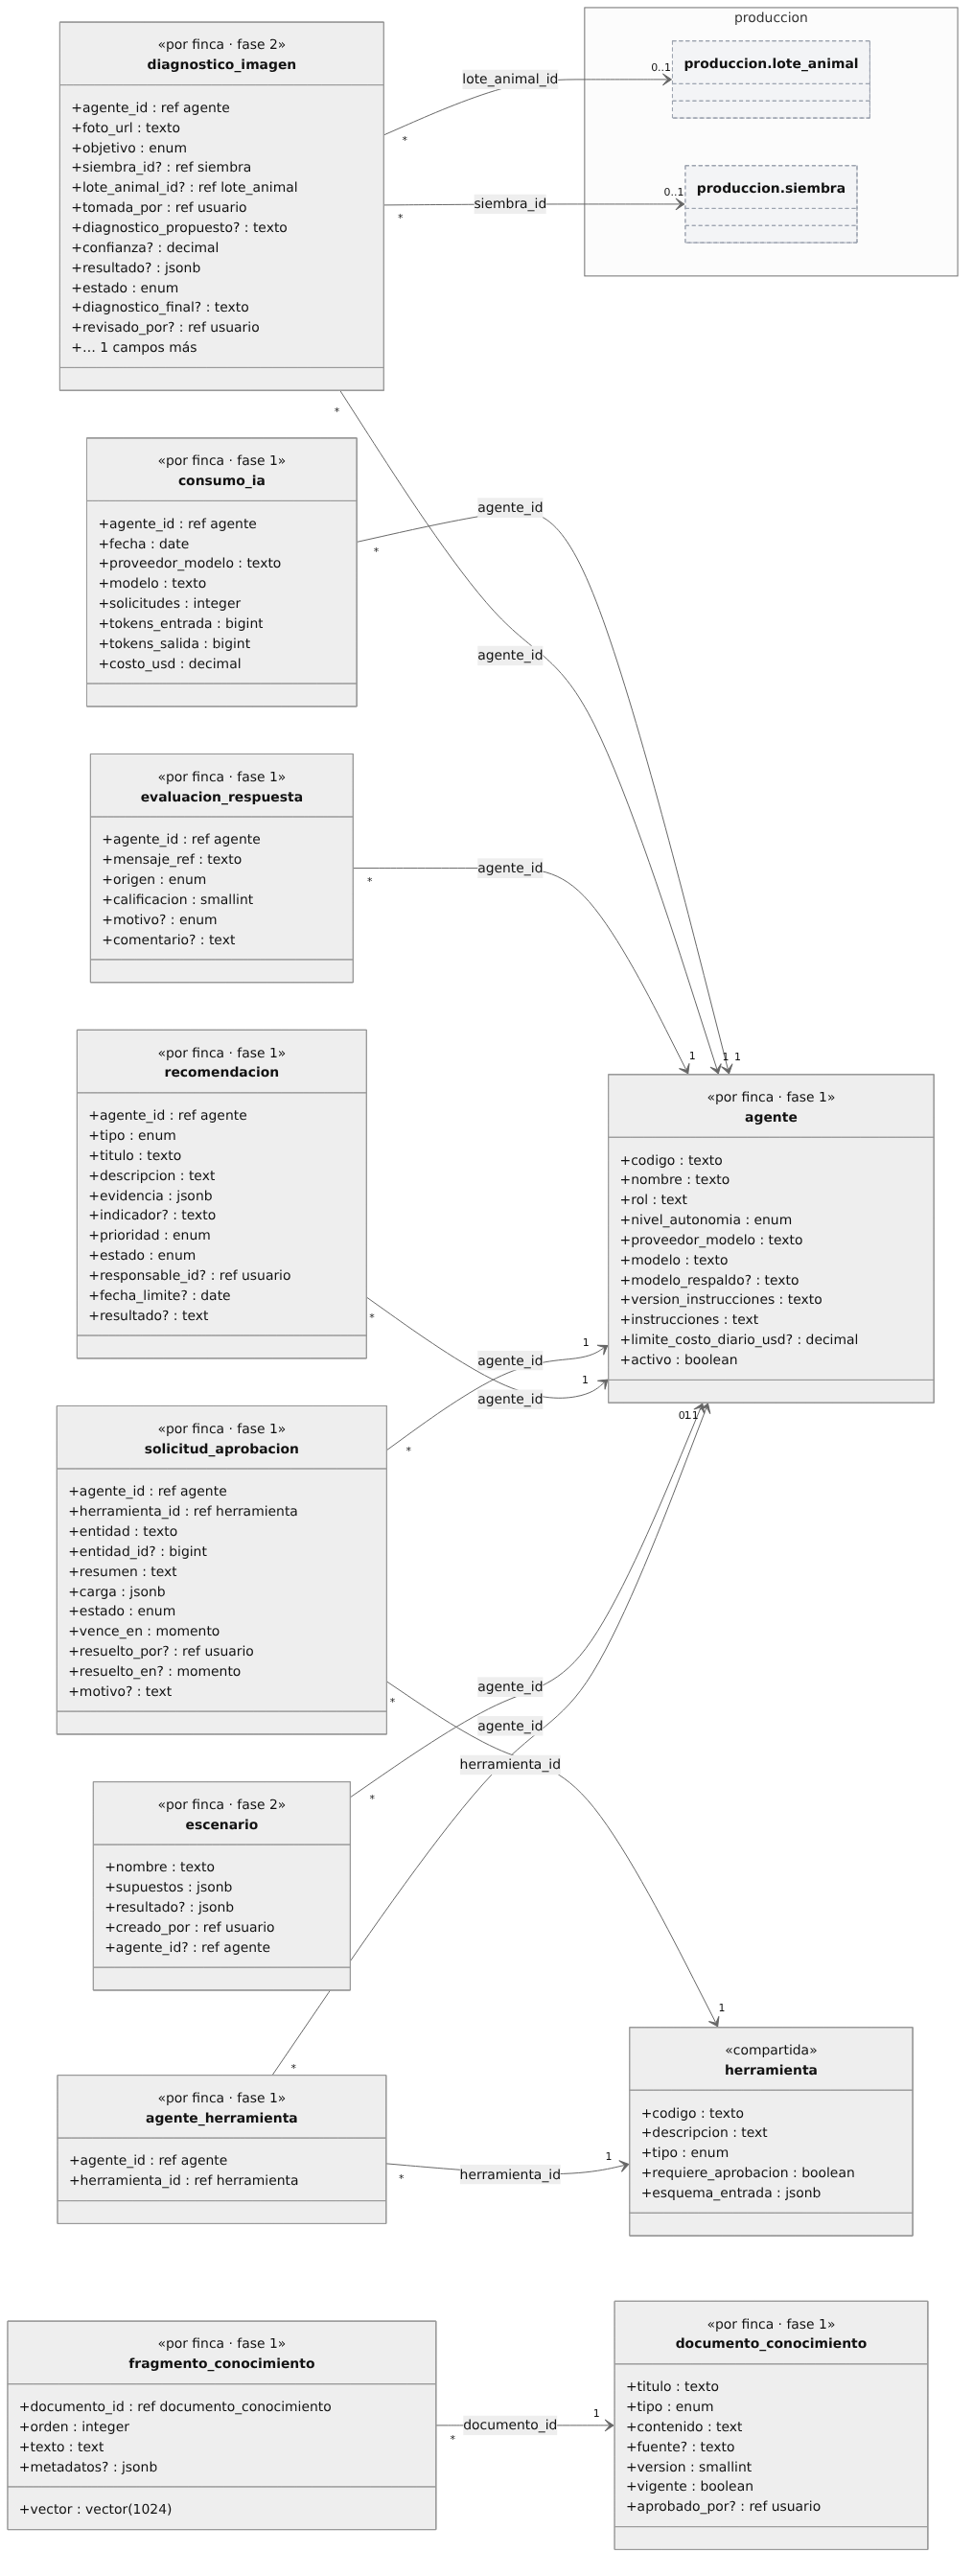 produccion
«por finca · fase 2»
diagnostico_imagen
+agente_id : ref agente
+foto_url : texto
+objetivo : enum
+siembra_id? : ref siembra
+lote_animal_id? : ref lote_animal
+tomada_por : ref usuario
+diagnostico_propuesto? : texto
+confianza? : decimal
+resultado? : jsonb
+estado : enum
+diagnostico_final? : texto
+revisado_por? : ref usuario
+... 1 campos más
lote_animal_id
*
0..1
produccion.lote_animal
siembra_id
*
0..1
produccion.siembra
*
agente_id
1
«por finca · fase 1»
consumo_ia
+agente_id : ref agente
+fecha : date
+proveedor_modelo : texto
+modelo : texto
+solicitudes : integer
+tokens_entrada : bigint
+tokens_salida : bigint
+costo_usd : decimal
*
agente_id
1
«por finca · fase 1»
evaluacion_respuesta
+agente_id : ref agente
+mensaje_ref : texto
+origen : enum
+calificacion : smallint
+motivo? : enum
+comentario? : text
*
agente_id
1
«por finca · fase 1»
recomendacion
+agente_id : ref agente
+tipo : enum
+titulo : texto
+descripcion : text
+evidencia : jsonb
+indicador? : texto
+prioridad : enum
+estado : enum
+responsable_id? : ref usuario
+fecha_limite? : date
+resultado? : text
*
agente_id
1
«por finca · fase 1»
agente
+codigo : texto
+nombre : texto
+rol : text
+nivel_autonomia : enum
+proveedor_modelo : texto
+modelo : texto
+modelo_respaldo? : texto
+version_instrucciones : texto
+instrucciones : text
+limite_costo_diario_usd? : decimal
+activo : boolean
«por finca · fase 1»
solicitud_aprobacion
+agente_id : ref agente
+herramienta_id : ref herramienta
+entidad : texto
+entidad_id? : bigint
+resumen : text
+carga : jsonb
+estado : enum
+vence_en : momento
+resuelto_por? : ref usuario
+resuelto_en? : momento
+motivo? : text
*
agente_id
1
*
herramienta_id
1
«por finca · fase 2»
escenario
+nombre : texto
+supuestos : jsonb
+resultado? : jsonb
+creado_por : ref usuario
+agente_id? : ref agente
*
agente_id
«por finca · fase 1»
agente_herramienta
+agente_id : ref agente
+herramienta_id : ref herramienta
*
agente_id
*
herramienta_id
1
«compartida»
herramienta
+codigo : texto
+descripcion : text
+tipo : enum
+requiere_aprobacion : boolean
+esquema_entrada : jsonb
«por finca · fase 1»
fragmento_conocimiento
+documento_id : ref documento_conocimiento
+orden : integer
+texto : text
+metadatos? : jsonb
+vector : vector(1024)
*
documento_id
1
«por finca · fase 1»
documento_conocimiento
+titulo : texto
+tipo : enum
+contenido : text
+fuente? : texto
+version : smallint
+vigente : boolean
+aprobado_por? : ref usuario